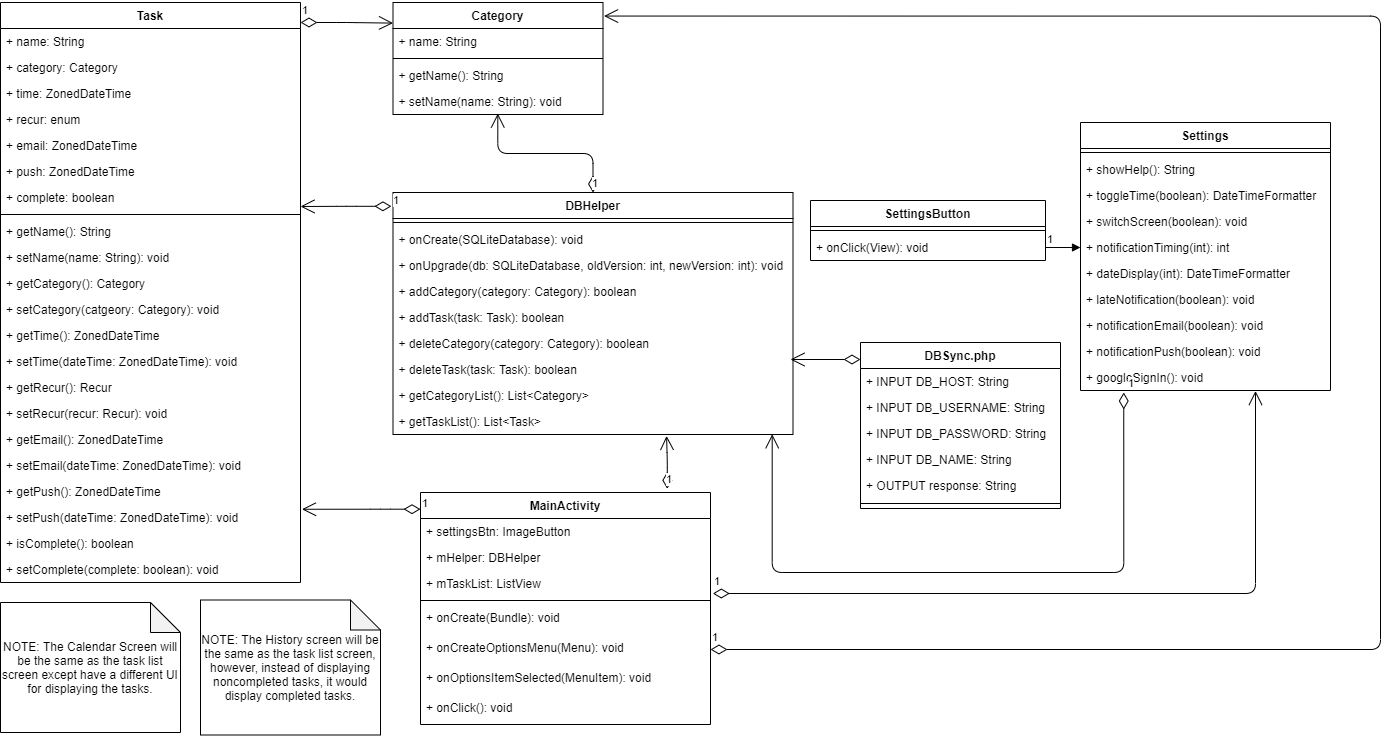 Task
+ name: String
+ category: Category
+ time: ZonedDateTime
+ recur: enum
+ email: ZonedDateTime
+ push: ZonedDateTime
+ complete: boolean
+ getName(): String
+ setName(name: String): void
+ getCategory(): Category
+ setCategory(catgeory: Category): void
+ getTime(): ZonedDateTime
+ setTime(dateTime: ZonedDateTime): void
+ getRecur(): Recur
+ setRecur(recur: Recur): void
+ getEmail(): ZonedDateTime
+ setEmail(dateTime: ZonedDateTime): void
+ getPush(): ZonedDateTime
+ setPush(dateTime: ZonedDateTime): void
+ isComplete(): boolean
+ setComplete(complete: boolean): void
1
Category
+ name: String
+ getName(): String
+ setName(name: String): void
1
1
DBHelper
+ onCreate(SQLiteDatabase): void
+ onUpgrade(db: SQLiteDatabase, oldVersion: int, newVersion: int): void
+ addCategory(category: Category): boolean
+ addTask(task: Task): boolean
+ deleteCategory(category: Category): boolean
+ deleteTask(task: Task): boolean
+ getCategoryList(): List<Category>
+ getTaskList(): List<Task>
SettingsButton
+ onClick(View): void
1
Settings
+ showHelp(): String
+ toggleTime(boolean): DateTimeFormatter
+ switchScreen(boolean): void
+ notificationTiming(int): int
+ dateDisplay(int): DateTimeFormatter
+ lateNotification(boolean): void
+ notificationEmail(boolean): void
+ notificationPush(boolean): void
+ googleSignIn(): void
1
DBSync.php
+ INPUT DB_HOST: String
+ INPUT DB_USERNAME: String
+ INPUT DB_PASSWORD: String
+ INPUT DB_NAME: String
+ OUTPUT response: String
1
1
MainActivity
+ settingsBtn: ImageButton
+ mHelper: DBHelper
+ mTaskList: ListView
+ onCreate(Bundle): void
+ onCreateOptionsMenu(Menu): void
+ onOptionsItemSelected(MenuItem): void
+ onClick(): void
1
1
NOTE: The Calendar Screen will
be the same as the task list
screen except have a different UI
for displaying the tasks.
NOTE: The History screen will be
the same as the task list screen,
however, instead of displaying
noncompleted tasks, it would
display completed tasks.